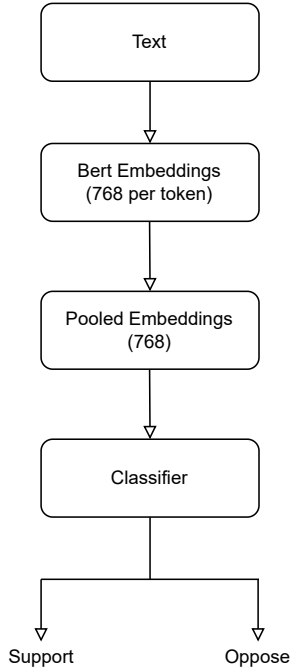 Text
Bert Embeddings
(768 per token)
Pooled Embeddings
(768)
Classifier
Support
Oppose